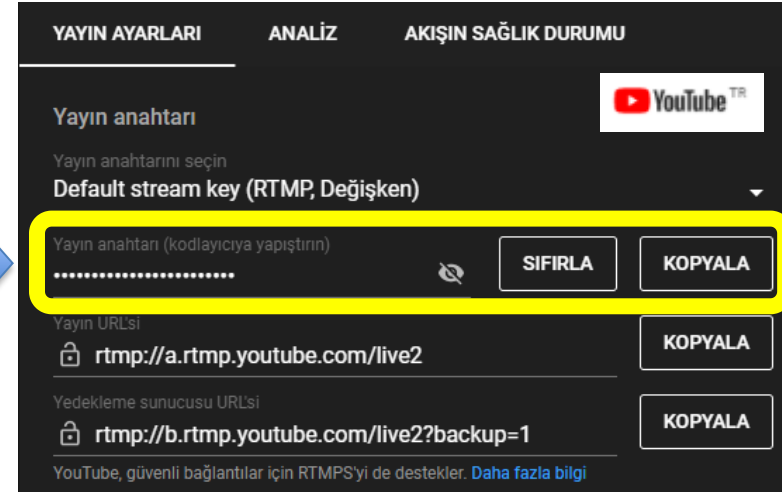 YAYIN AYARLARI ANALİZ AKIŞIN SAĞLIK DURUMU
YouTube TR
Yayın anahtarı
Yayın anahtarını seçin
Default stream key (RTMP, Değişken)
Yayın anahtarı (kodlayıcıya yapıştırın)
•••••••••••••••••••••••• SIFIRLA KOPYALA
Yayın URL'si
rtmp://a.rtmp.youtube.com/live2 KOPYALA
Yedekleme sunucusu URL'si
rtmp://b.rtmp.youtube.com/live2?backup=1 KOPYALA
YouTube, güvenli bağlantılar için RTMPS'yi de destekler. Daha fazla bilgi